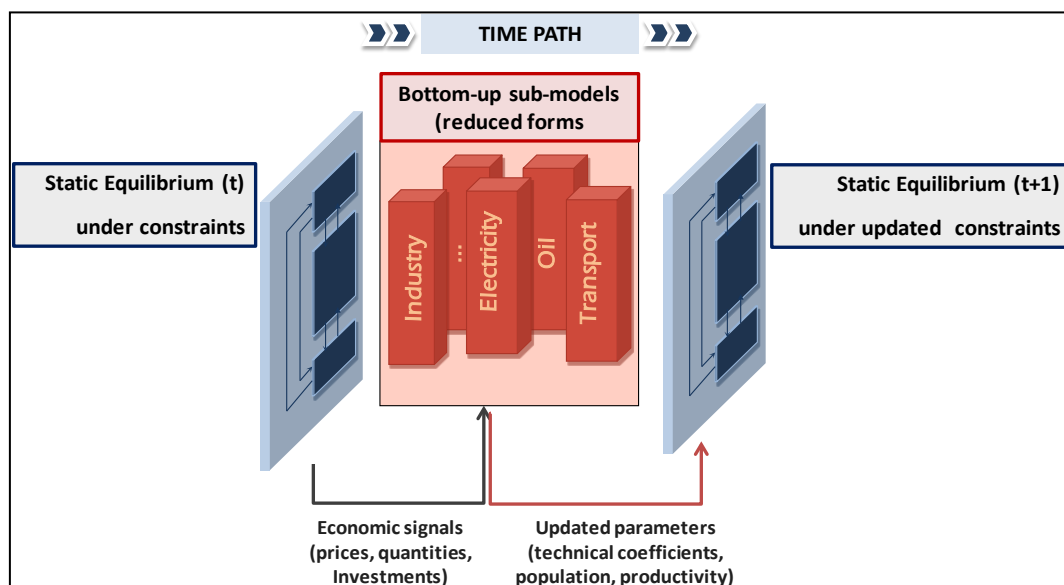 TIME PATH
Bottom-up sub-models
(reduced forms
Static Equilibrium (t)
under constraints
Industry
...
Electricity
Oil
Transport
Static Equilibrium (t+1)
under updated constraints
Economic signals
(prices, quantities,
Investments)
Updated parameters
(technical coefficients,
population, productivity)